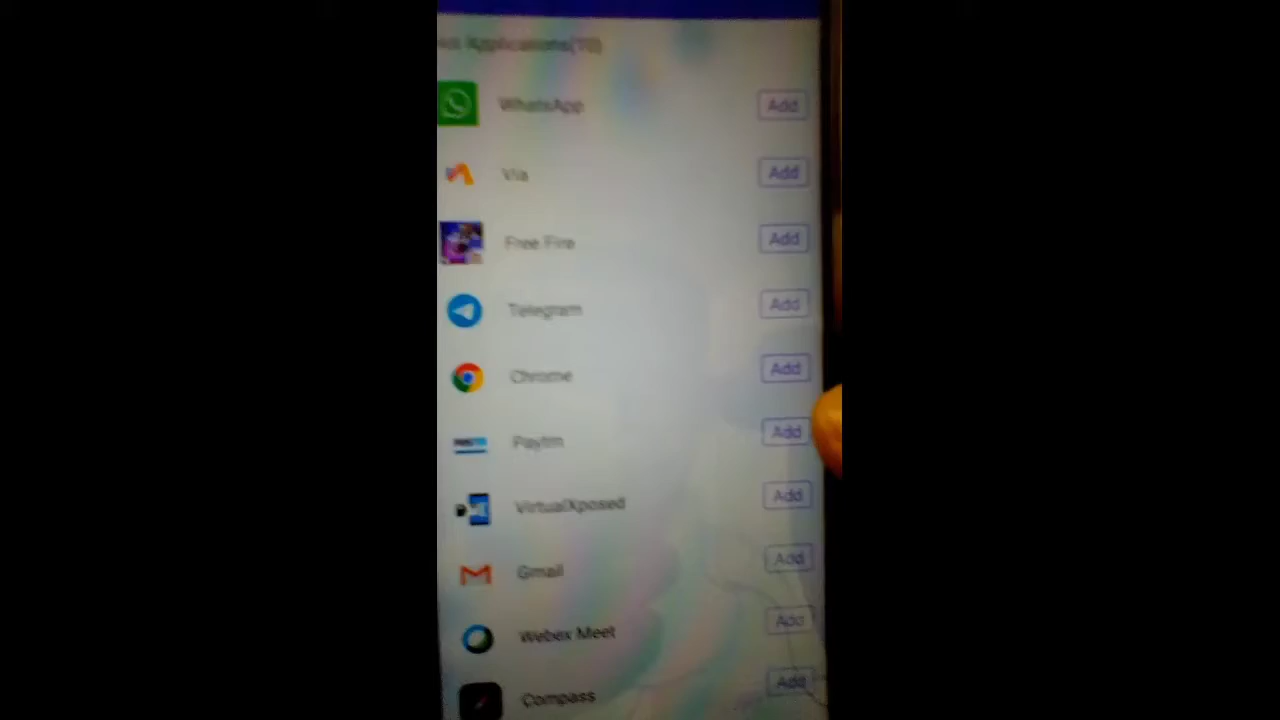 Applications(10)
WhatsApp Add
Via Add
Free Fire Add
Telegram Add
Chrome Add
Paytm Add
VirtualXposed Add
Gmail Add
Webex Meet Add
Compass Add